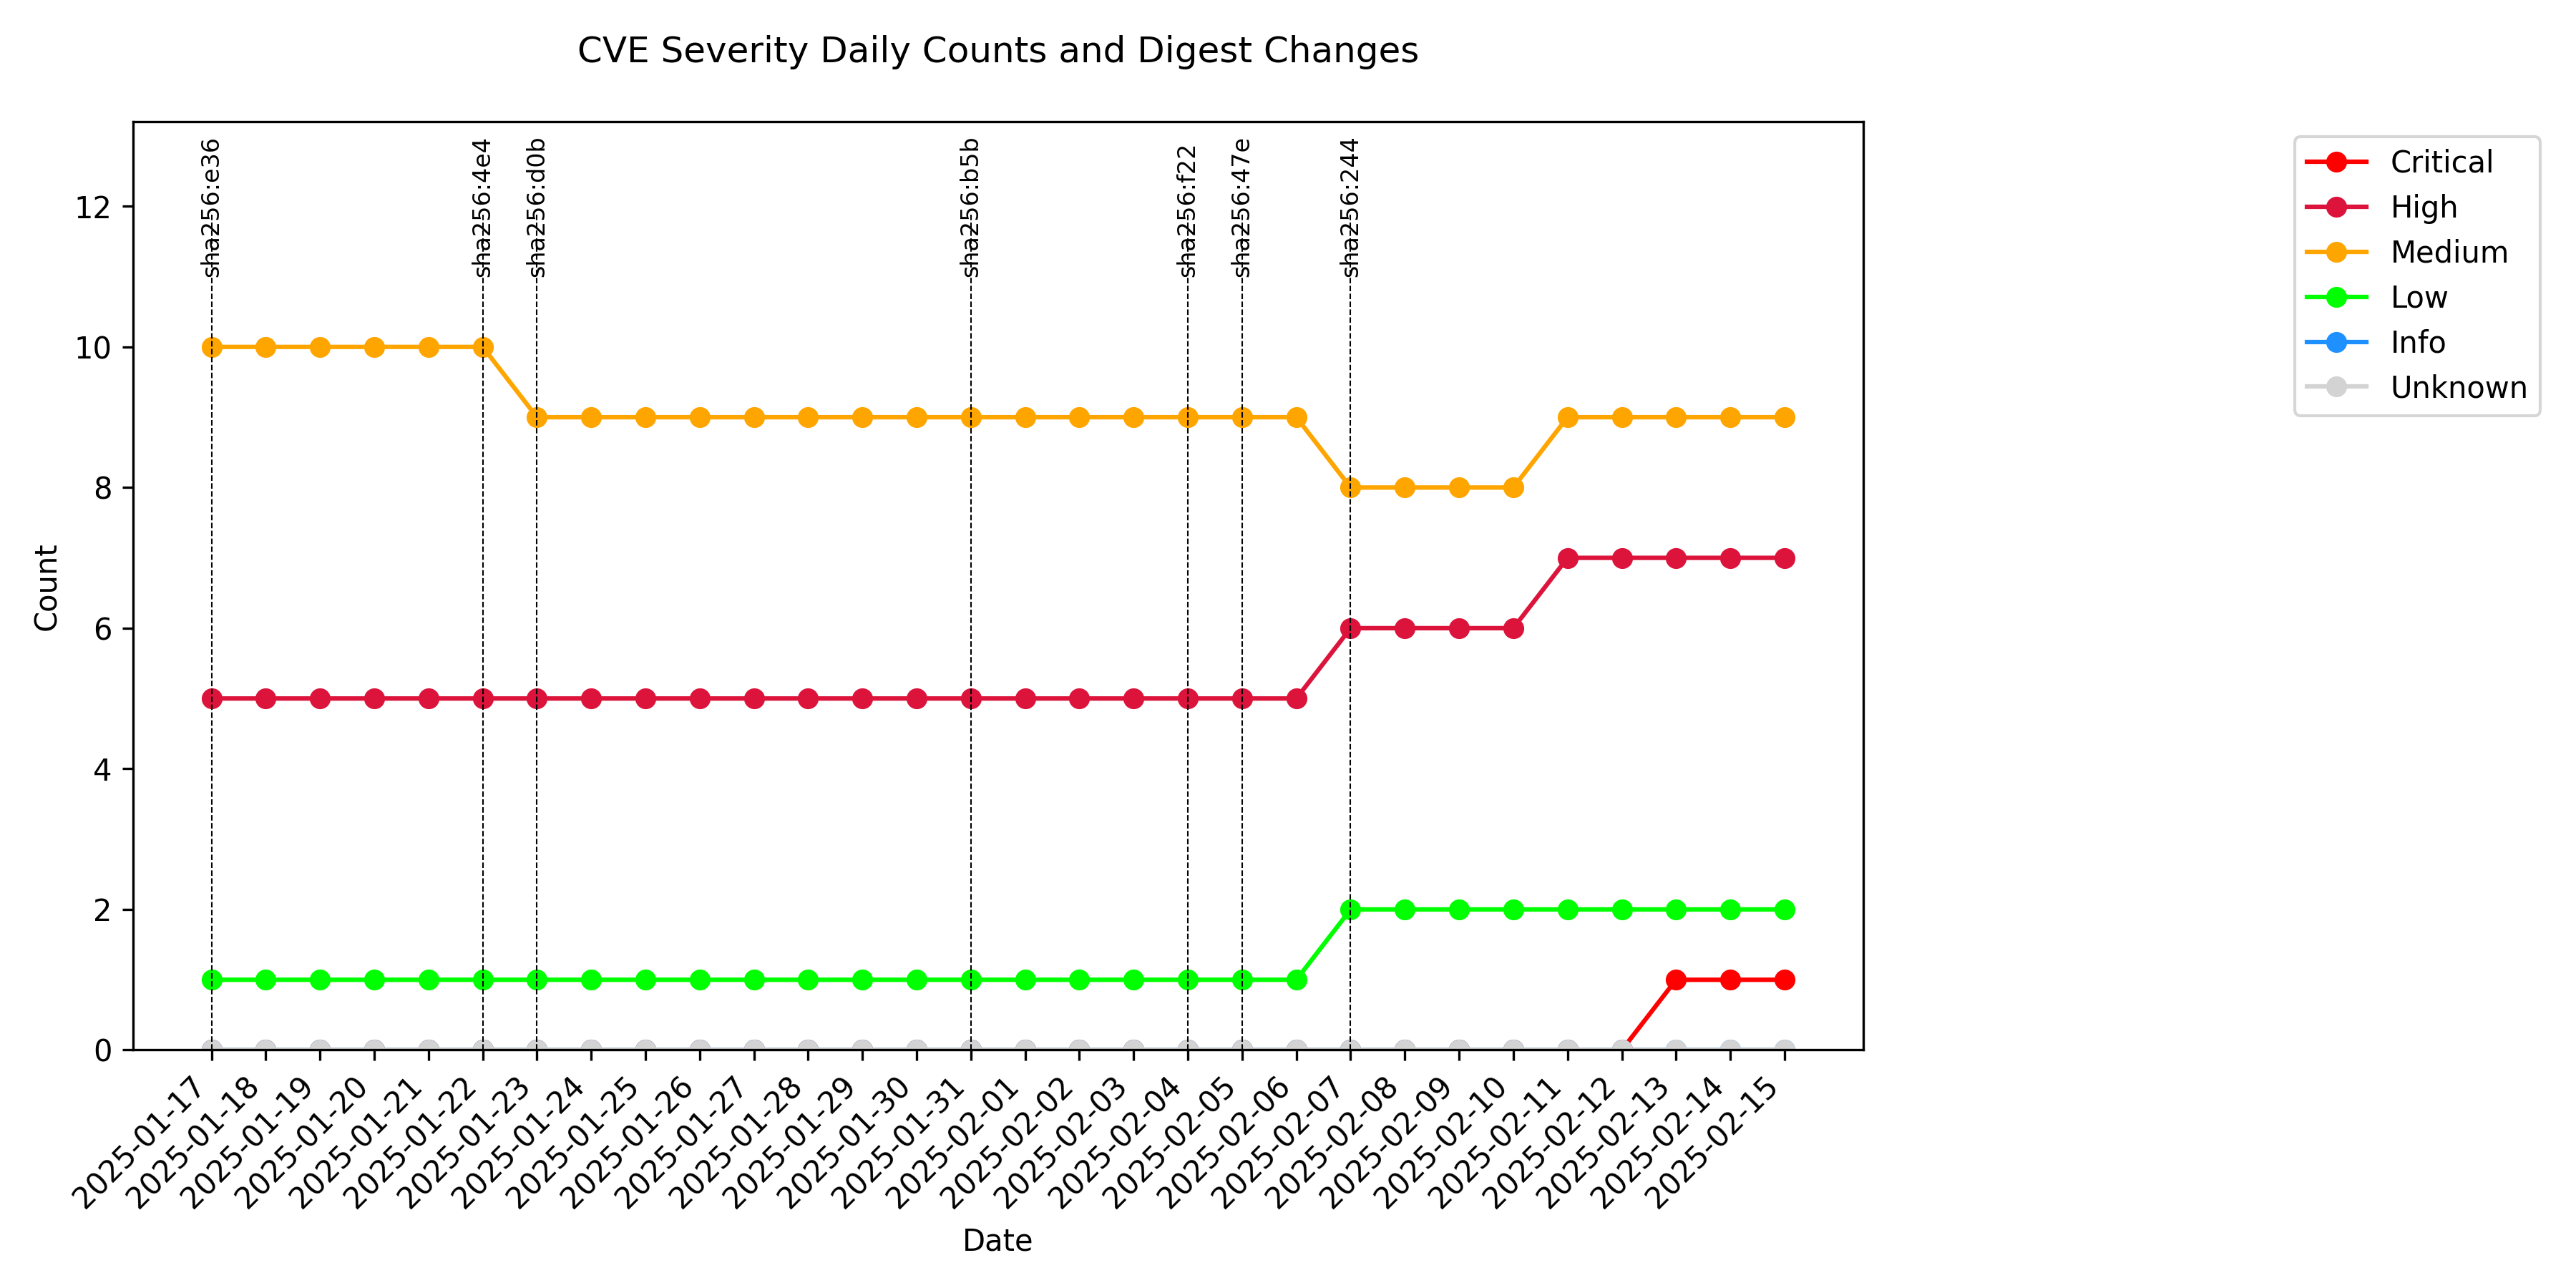 CVE Severity Daily Counts and Digest Changes
sha256:e36
sha256:4e4
sha256:d0b
sha256:b5b
sha256:f22
sha256:47e
sha256:244
Critical
High
Medium
Low
Info
Unknown
Count
12
10
8
6
4
2
0
2025-01-17
2025-01-18
2025-01-19
2025-01-20
2025-01-21
2025-01-22
2025-01-23
2025-01-24
2025-01-25
2025-01-26
2025-01-27
2025-01-28
2025-01-29
2025-01-30
2025-01-31
2025-02-01
2025-02-02
2025-02-03
2025-02-04
2025-02-05
2025-02-06
2025-02-07
2025-02-08
2025-02-09
2025-02-10
2025-02-11
2025-02-12
2025-02-13
2025-02-14
2025-02-15
Date